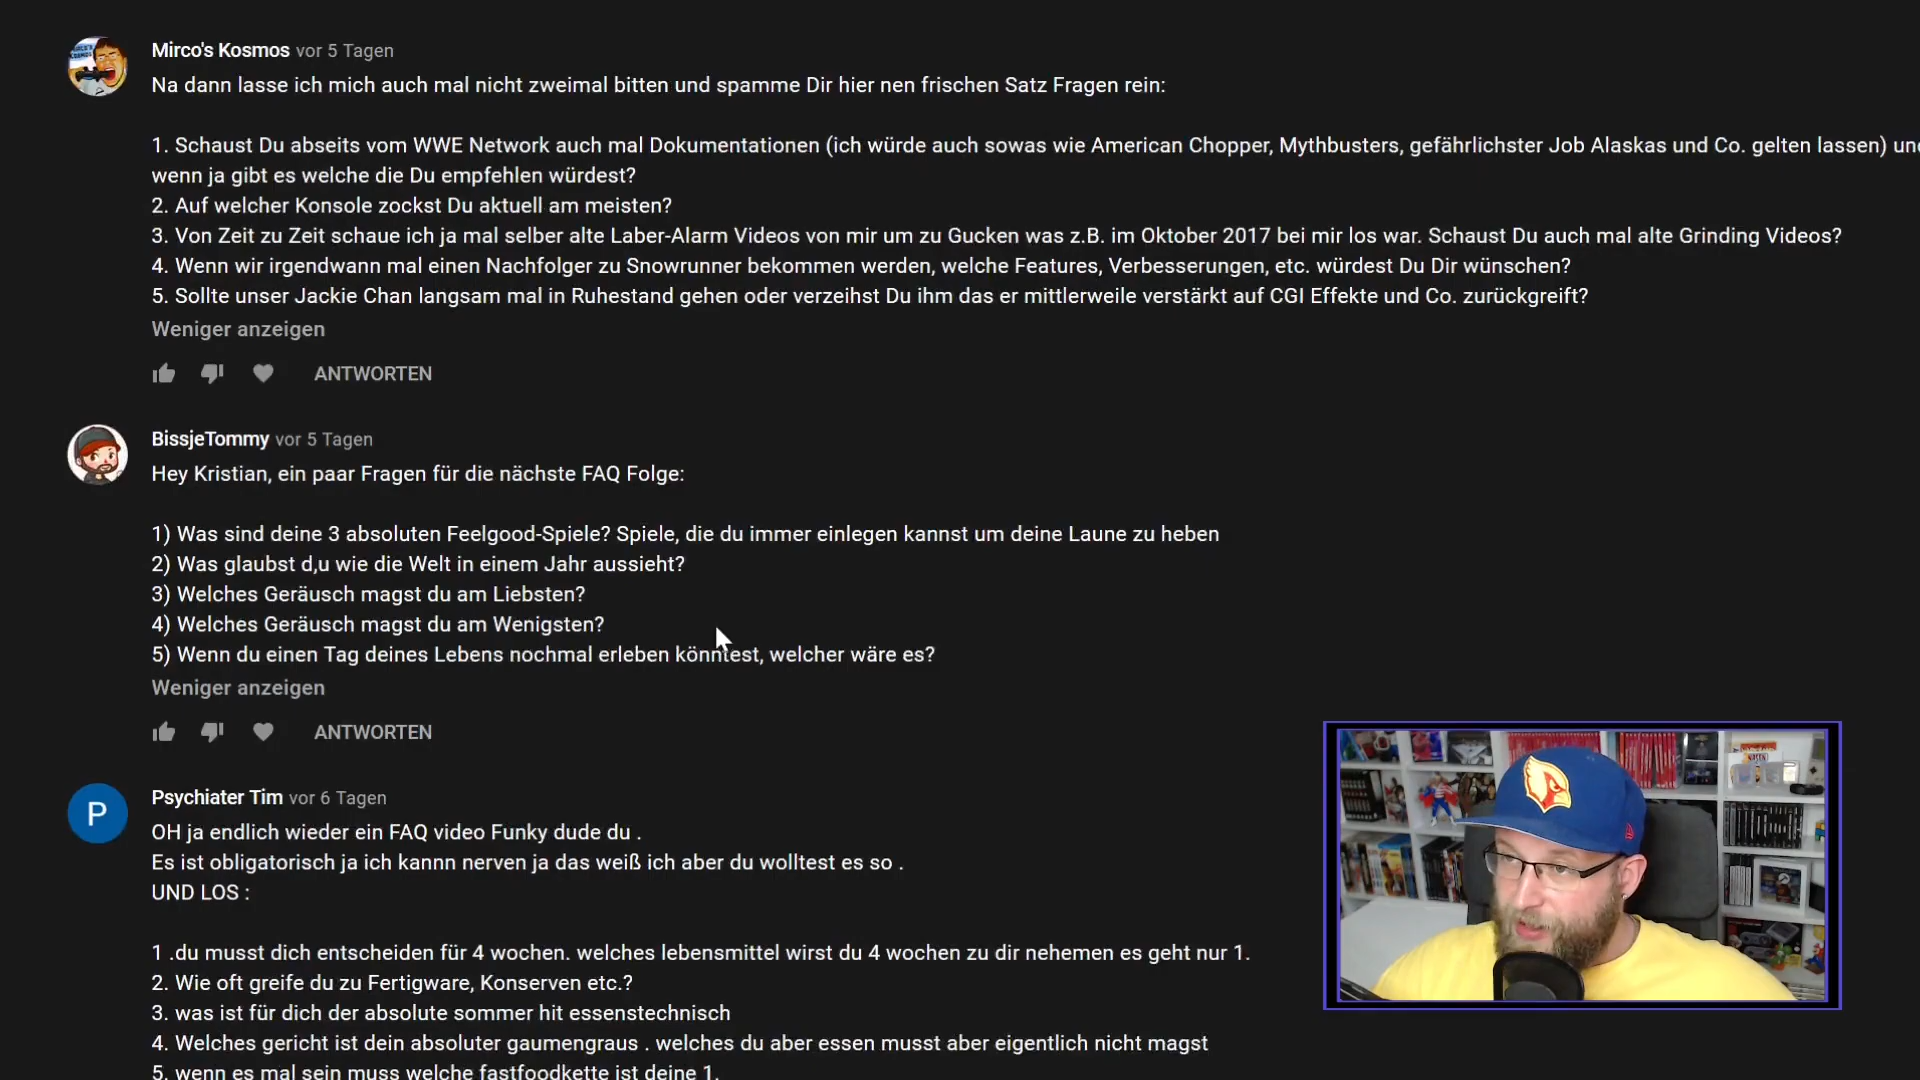 Mirco's Kosmos vor 5 Tagen
Na dann lasse ich mich auch mal nicht zweimal bitten und spamme Dir hier nen frischen Satz Fragen rein:
1. Schaust Du abseits vom WWE Network auch mal Dokumentationen (ich würde auch sowas wie American Chopper, Mythbusters, gefährlichster Job Alaskas und Co. gelten lassen) und
wenn ja gibt es welche die Du empfehlen würdest?
2. Auf welcher Konsole zockst Du aktuell am meisten?
3. Von Zeit zu Zeit schaue ich ja mal selber alte Laber-Alarm Videos von mir um zu Gucken was z.B. im Oktober 2017 bei mir los war. Schaust Du auch mal alte Grinding Videos?
4. Wenn wir irgendwann mal einen Nachfolger zu Snowrunner bekommen werden, welche Features, Verbesserungen, etc. würdest Du Dir wünschen?
5. Sollte unser Jackie Chan langsam mal in Ruhestand gehen oder verzeihst Du ihm das er mittlerweile verstärkt auf CGI Effekte und Co. zurückgreift?
Weniger anzeigen
ANTWORTEN
BissjeTommy vor 5 Tagen
Hey Kristian, ein paar Fragen für die nächste FAQ Folge:
1) Was sind deine 3 absoluten Feelgood-Spiele? Spiele, die du immer einlegen kannst um deine Laune zu heben
2) Was glaubst d,u wie die Welt in einem Jahr aussieht?
3) Welches Geräusch magst du am Liebsten?
4) Welches Geräusch magst du am Wenigsten?
5) Wenn du einen Tag deines Lebens nochmal erleben könntest, welcher wäre es?
Weniger anzeigen
ANTWORTEN
P
Psychiater Tim vor 6 Tagen
OH ja endlich wieder ein FAQ video Funky dude du .
Es ist obligatorisch ja ich kannn nerven ja das weiß ich aber du wolltest es so .
UND LOS :
1 .du musst dich entscheiden für 4 wochen. welches lebensmittel wirst du 4 wochen zu dir nehemen es geht nur 1.
2. Wie oft greife du zu Fertigware, Konserven etc.?
3. was ist für dich der absolute sommer hit essenstechnisch
4. Welches gericht ist dein absoluter gaumengraus . welches du aber essen musst aber eigentlich nicht magst
5. wenn es mal sein muss welche fastfoodkette ist deine 1.